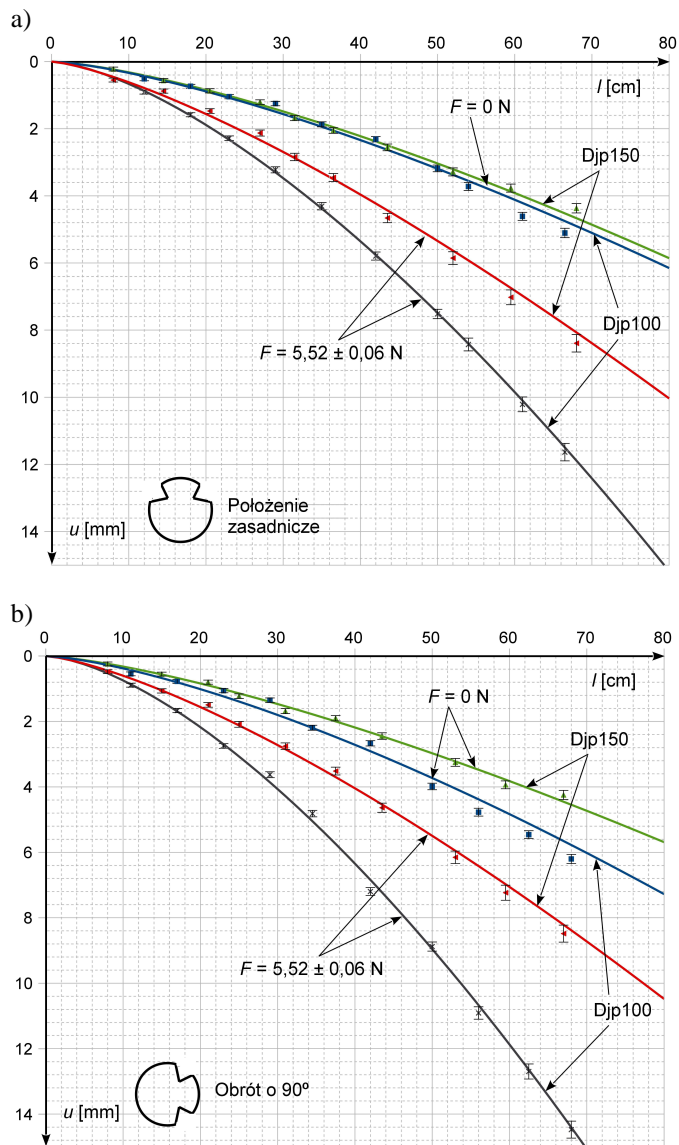 a)
0 10 20 30 40 50 60 70 80
0
l [cm]
F = 0 N
2
Djp150
4
6
Djp100
8
F = 5,52 ± 0,06 N
10
12
Położenie
zasadnicze
14
u [mm]
b)
0 10 20 30 40 50 60 70 80
0
l [cm]
F = 0 N
2
Djp150
4
6
8
F = 5,52 ± 0,06 N
10
Djp100
12
Obrót o 90º
14
u [mm]